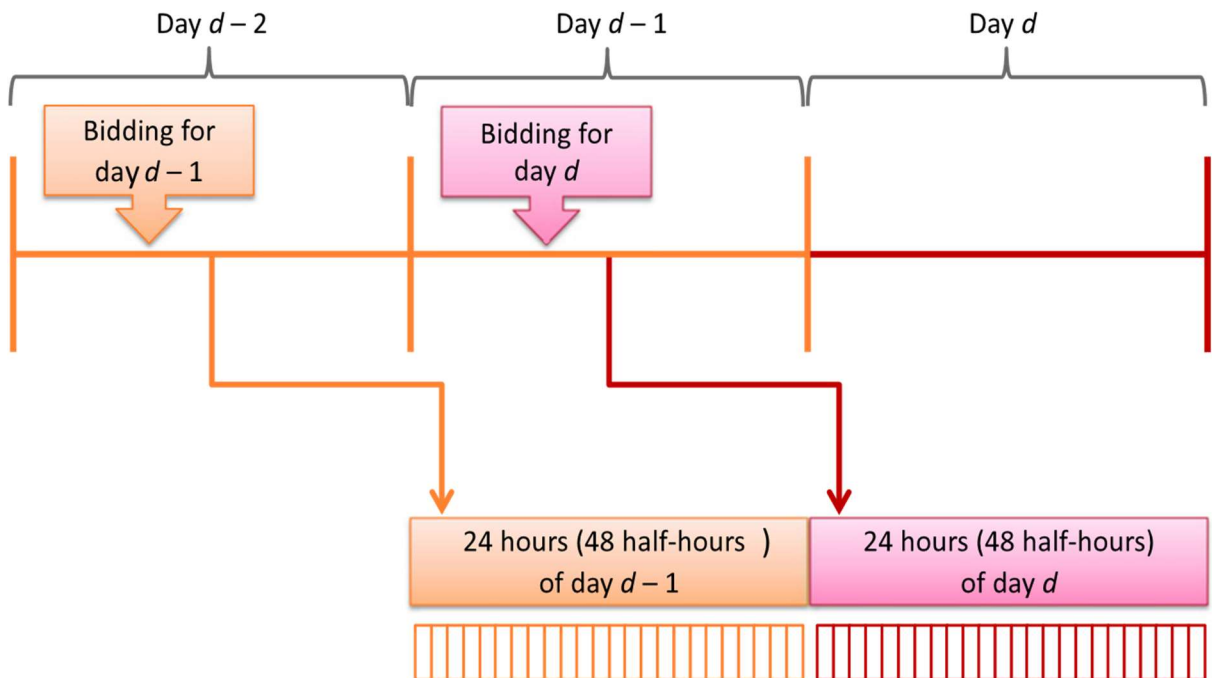 Day d – 2
Day d – 1
Day d
Bidding for
day d – 1
Bidding for
day d
24 hours (48 half-hours )
of day d – 1
24 hours (48 half-hours)
of day d